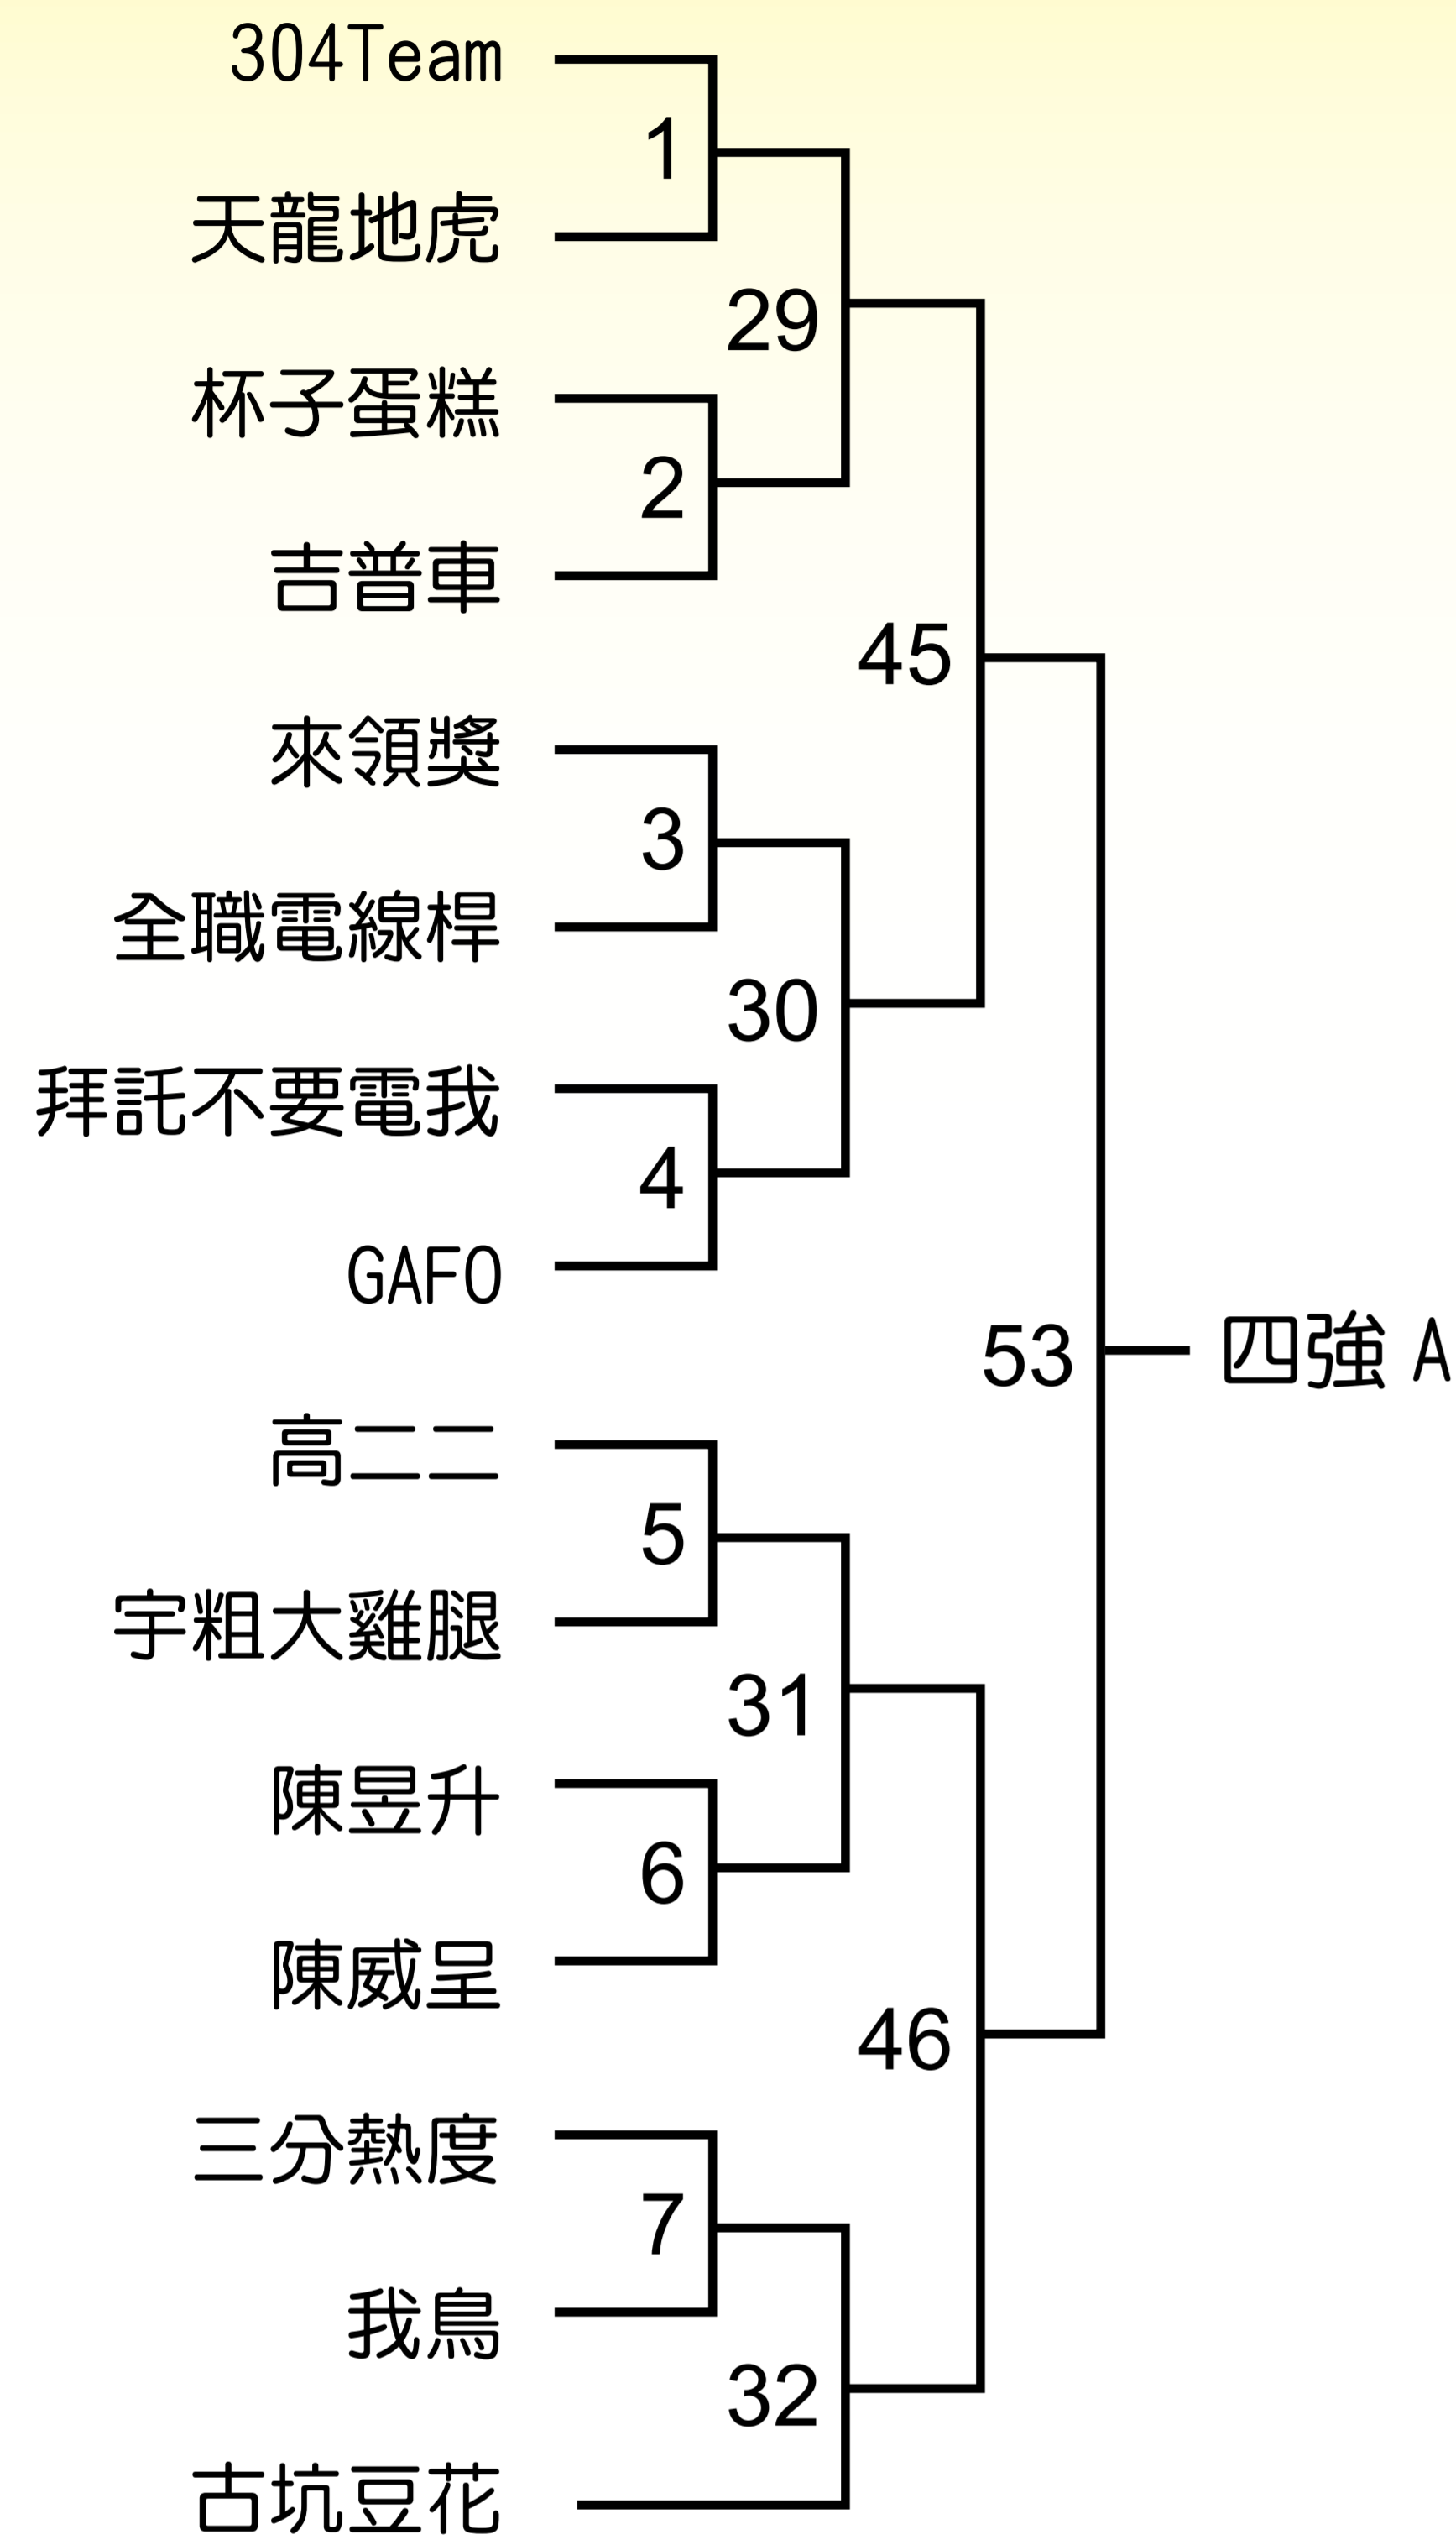 304Team
1
天龍地虎
29
杯子蛋糕
2
吉普車
45
來領獎
3
全職電線桿
30
拜託不要電我
4
GAFO
53
四強 A
高二二
5
宇粗大雞腿
31
陳昱升
6
陳威呈
46
三分熱度
7
我鳥
32
古坑豆花